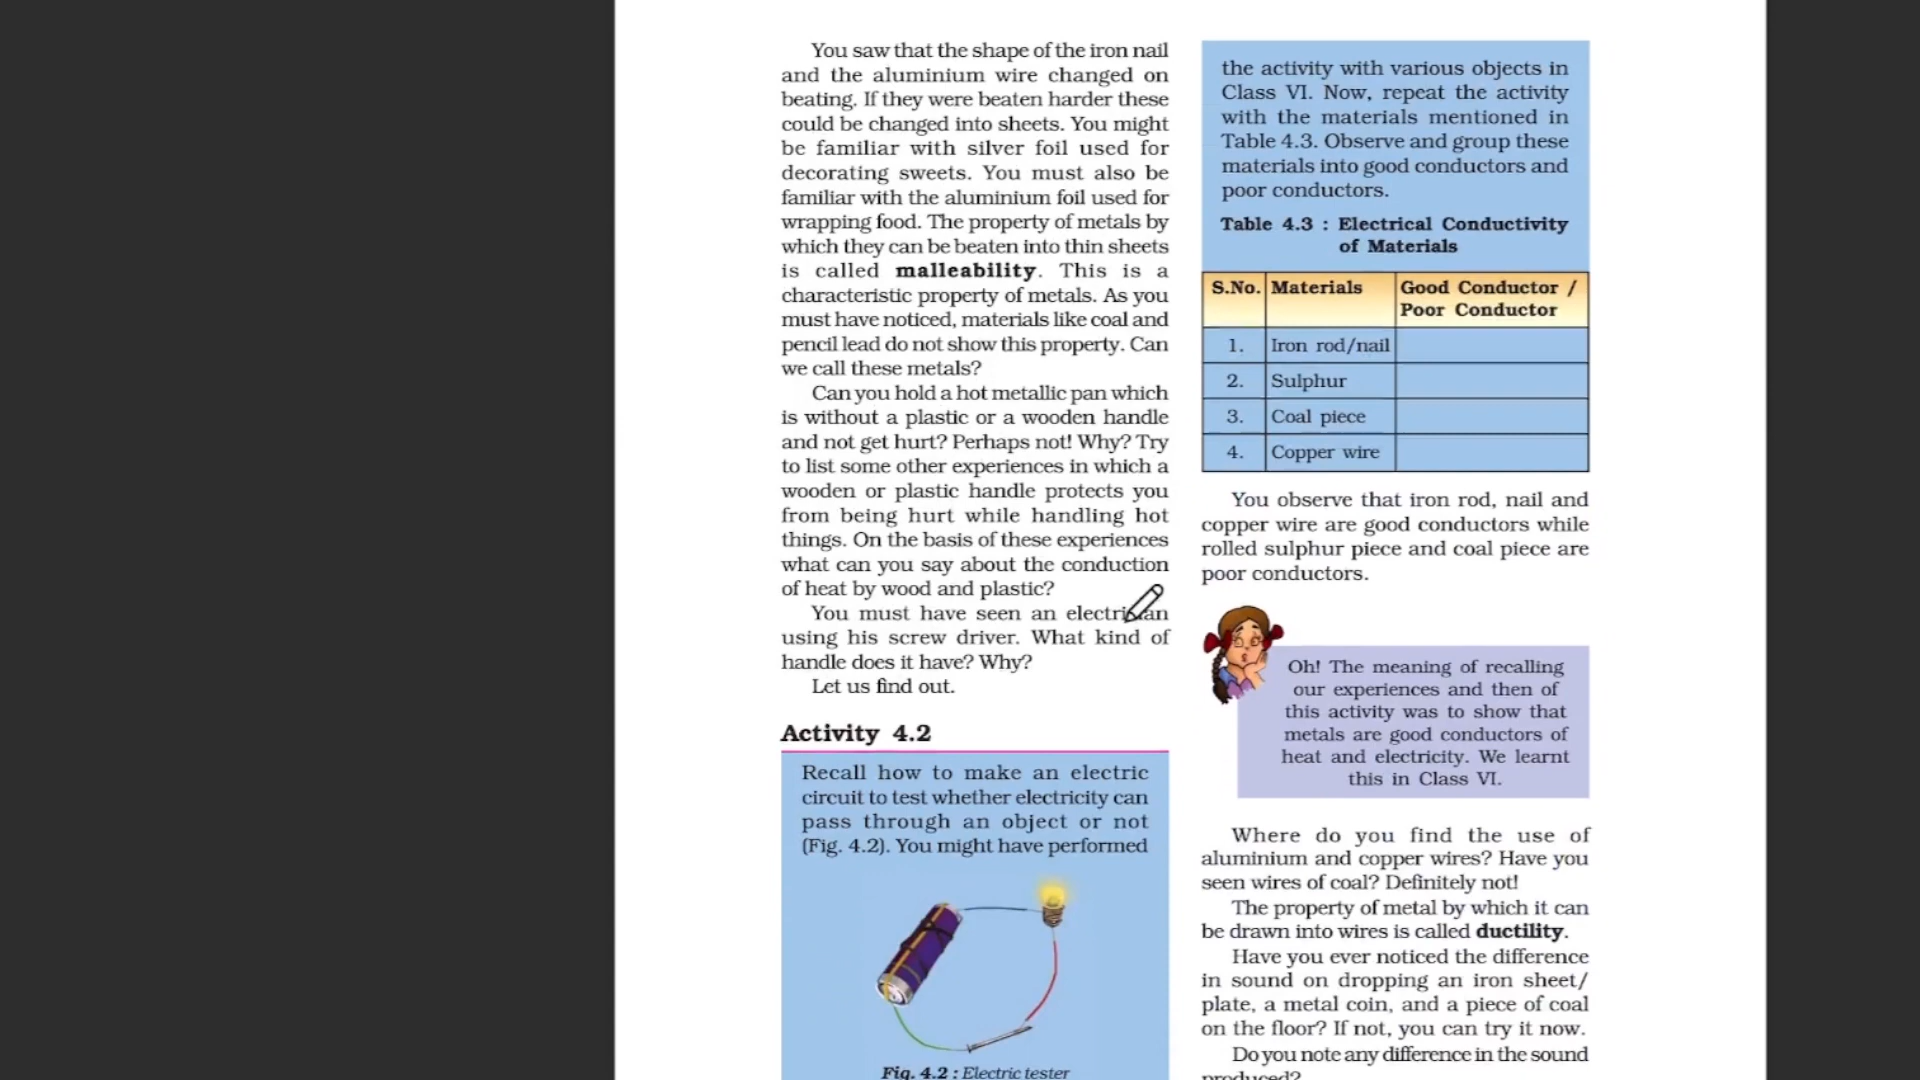 You saw that the shape of the iron nail
and the aluminium wire changed on
beating. If they were beaten harder these
could be changed into sheets. You might
be familiar with silver foil used for
decorating sweets. You must also be
familiar with the aluminium foil used for
wrapping food. The property of metals by
which they can be beaten into thin sheets
is called malleability. This is a
characteristic property of metals. As you
must have noticed, materials like coal and
pencil lead do not show this property. Can
we call these metals?
Can you hold a hot metallic pan which
is without a plastic or a wooden handle
and not get hurt? Perhaps not! Why? Try
to list some other experiences in which a
wooden or plastic handle protects you
from being hurt while handling hot
things. On the basis of these experiences
what can you say about the conduction
of heat by wood and plastic?
You must have seen an electrician
using his screw driver. What kind of
handle does it have? Why?
Let us find out.
Activity 4.2
Recall how to make an electric
circuit to test whether electricity can
pass through an object or not
(Fig. 4.2). You might have performed
Fig. 4.2 : Electric tester
the activity with various objects in
Class VI. Now, repeat the activity
with the materials mentioned in
Table 4.3. Observe and group these
materials into good conductors and
poor conductors.
Table 4.3 : Electrical Conductivity
of Materials
S.No. Materials Good Conductor /
Poor Conductor
1. Iron rod/nail
2. Sulphur
3. Coal piece
4. Copper wire
You observe that iron rod, nail and
copper wire are good conductors while
rolled sulphur piece and coal piece are
poor conductors.
Oh! The meaning of recalling
our experiences and then of
this activity was to show that
metals are good conductors of
heat and electricity. We learnt
this in Class VI.
Where do you find the use of
aluminium and copper wires? Have you
seen wires of coal? Definitely not!
The property of metal by which it can
be drawn into wires is called ductility.
Have you ever noticed the difference
in sound on dropping an iron sheet/
plate, a metal coin, and a piece of coal
on the floor? If not, you can try it now.
Do you note any difference in the sound
produced?